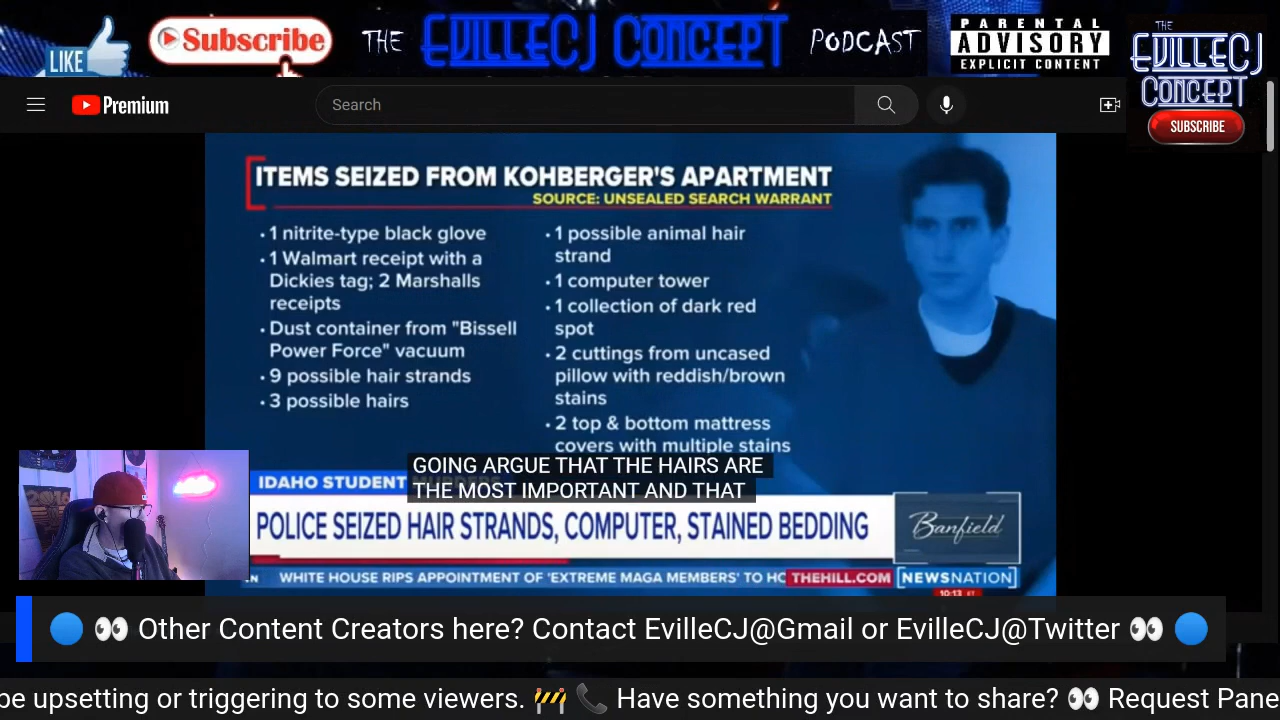 LIKE
Subscribe
THE EVILLECJ CONCEPT PODCAST
PARENTAL
ADVISORY
EXPLICIT CONTENT
THE
EVILLECJ
CONCEPT
SUBSCRIBE
Premium
Search
ITEMS SEIZED FROM KOHBERGER'S APARTMENT
SOURCE: UNSEALED SEARCH WARRANT
• 1 nitrite-type black glove
• 1 Walmart receipt with a
Dickies tag; 2 Marshalls
receipts
• Dust container from "Bissell
Power Force" vacuum
• 9 possible hair strands
• 3 possible hairs
• 1 possible animal hair
strand
• 1 computer tower
• 1 collection of dark red
spot
• 2 cuttings from uncased
pillow with reddish/brown
stains
• 2 top & bottom mattress
covers with multiple stains
GOING ARGUE THAT THE HAIRS ARE
THE MOST IMPORTANT AND THAT
IDAHO STUDENT
POLICE SEIZED HAIR STRANDS, COMPUTER, STAINED BEDDING
Banfield
WHITE HOUSE RIPS APPOINTMENT OF 'EXTREME MAGA MEMBERS' TO HO
THEHILL.COM
NEWSNATION
10:13 ET
🔵 👀 Other Content Creators here? Contact EvilleCJ@Gmail or EvilleCJ@Twitter 👀 🔵
be upsetting or triggering to some viewers. 🚧 📞 Have something you want to share? 👀 Request Pane